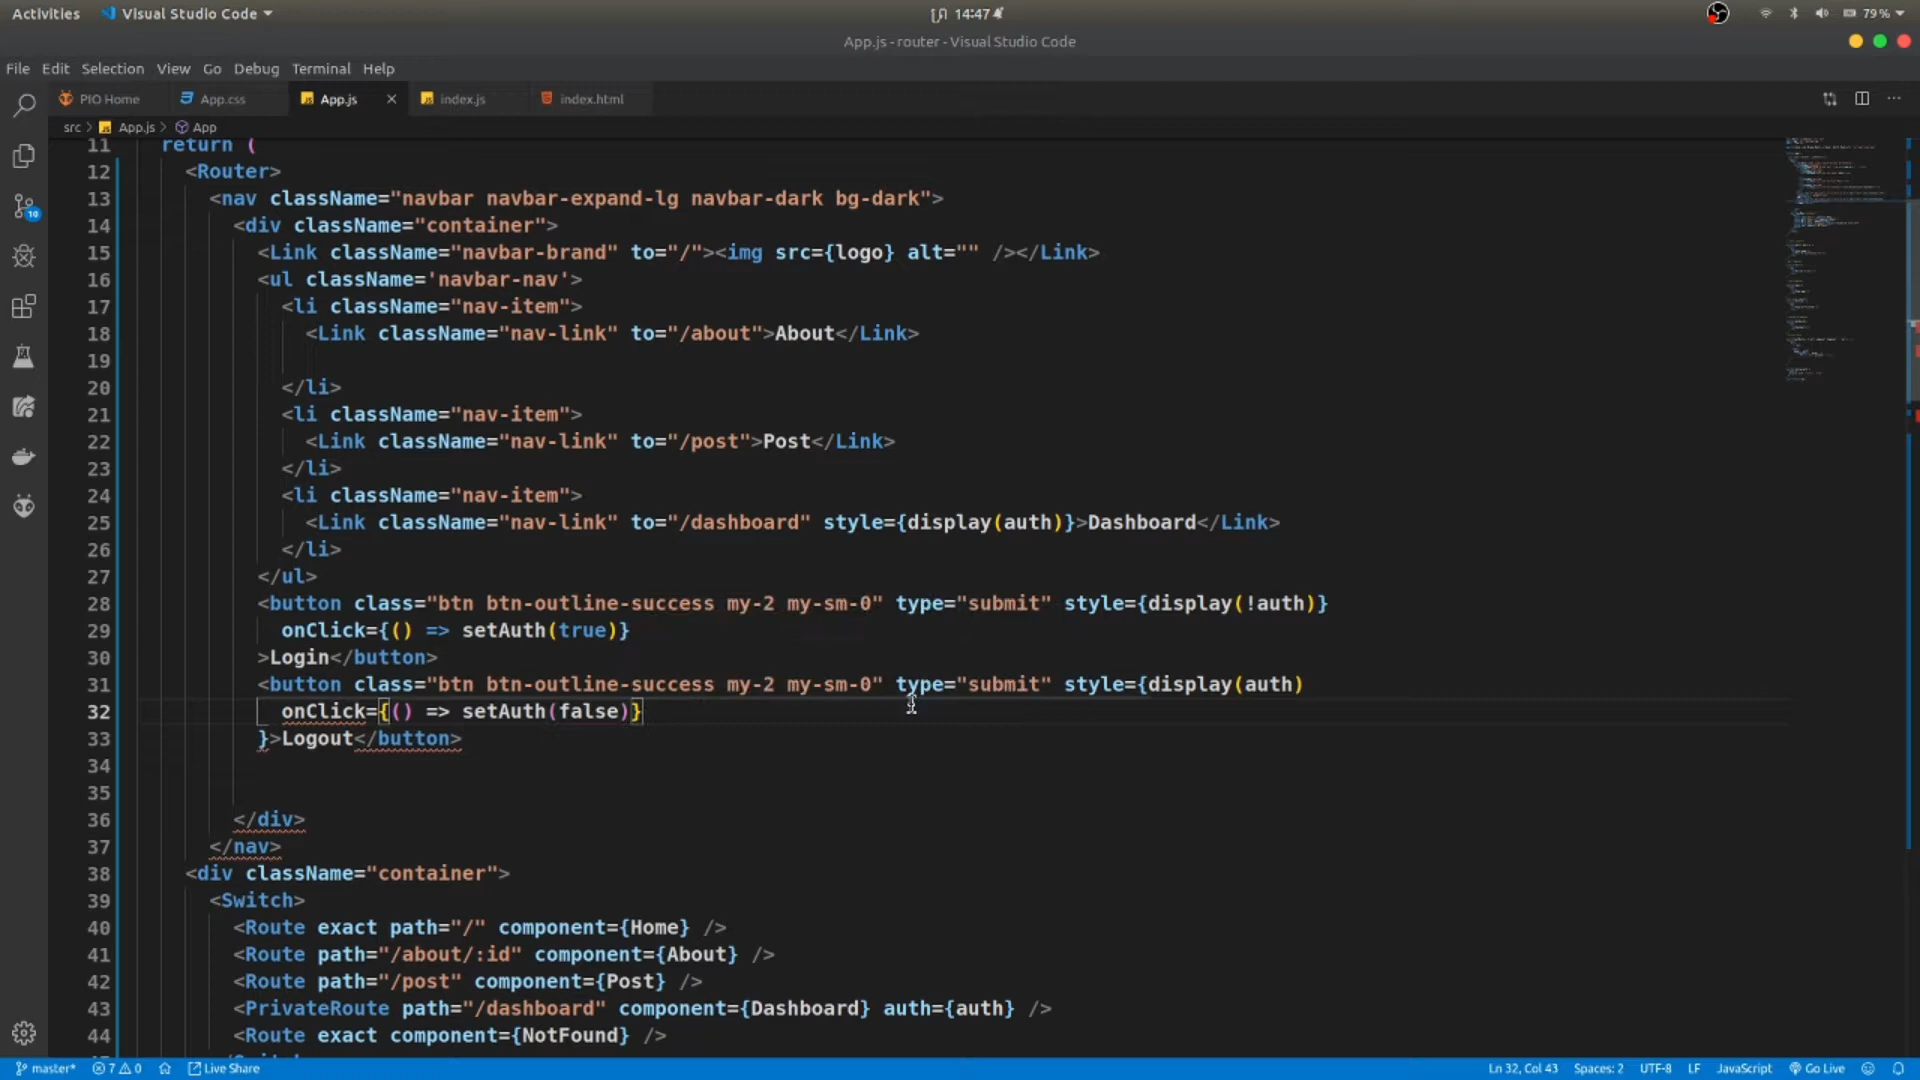 Activities
Visual Studio Code
14:47
79 %
App.js - router - Visual Studio Code
File Edit Selection View Go Debug Terminal Help
PIO Home
App.css
App.js
index.js
index.html
src > App.js > App
11 return (
12 <Router>
13 <nav className="navbar navbar-expand-lg navbar-dark bg-dark">
14 <div className="container">
15 <Link className="navbar-brand" to="/"><img src={logo} alt="" /></Link>
16 <ul className='navbar-nav'>
17 <li className="nav-item">
18 <Link className="nav-link" to="/about">About</Link>
19
20 </li>
21 <li className="nav-item">
22 <Link className="nav-link" to="/post">Post</Link>
23 </li>
24 <li className="nav-item">
25 <Link className="nav-link" to="/dashboard" style={display(auth)}>Dashboard</Link>
26 </li>
27 </ul>
28 <button class="btn btn-outline-success my-2 my-sm-0" type="submit" style={display(!auth)}
29 onClick={() => setAuth(true)}
30 >Login</button>
31 <button class="btn btn-outline-success my-2 my-sm-0" type="submit" style={display(auth)
32 onClick={() => setAuth(false)}
33 }>Logout</button>
34
35
36 </div>
37 </nav>
38 <div className="container">
39 <Switch>
40 <Route exact path="/" component={Home} />
41 <Route path="/about/:id" component={About} />
42 <Route path="/post" component={Post} />
43 <PrivateRoute path="/dashboard" component={Dashboard} auth={auth} />
44 <Route exact component={NotFound} />
10
master*
7
0
Live Share
Ln 32, Col 43
Spaces: 2
UTF-8
LF
JavaScript
Go Live